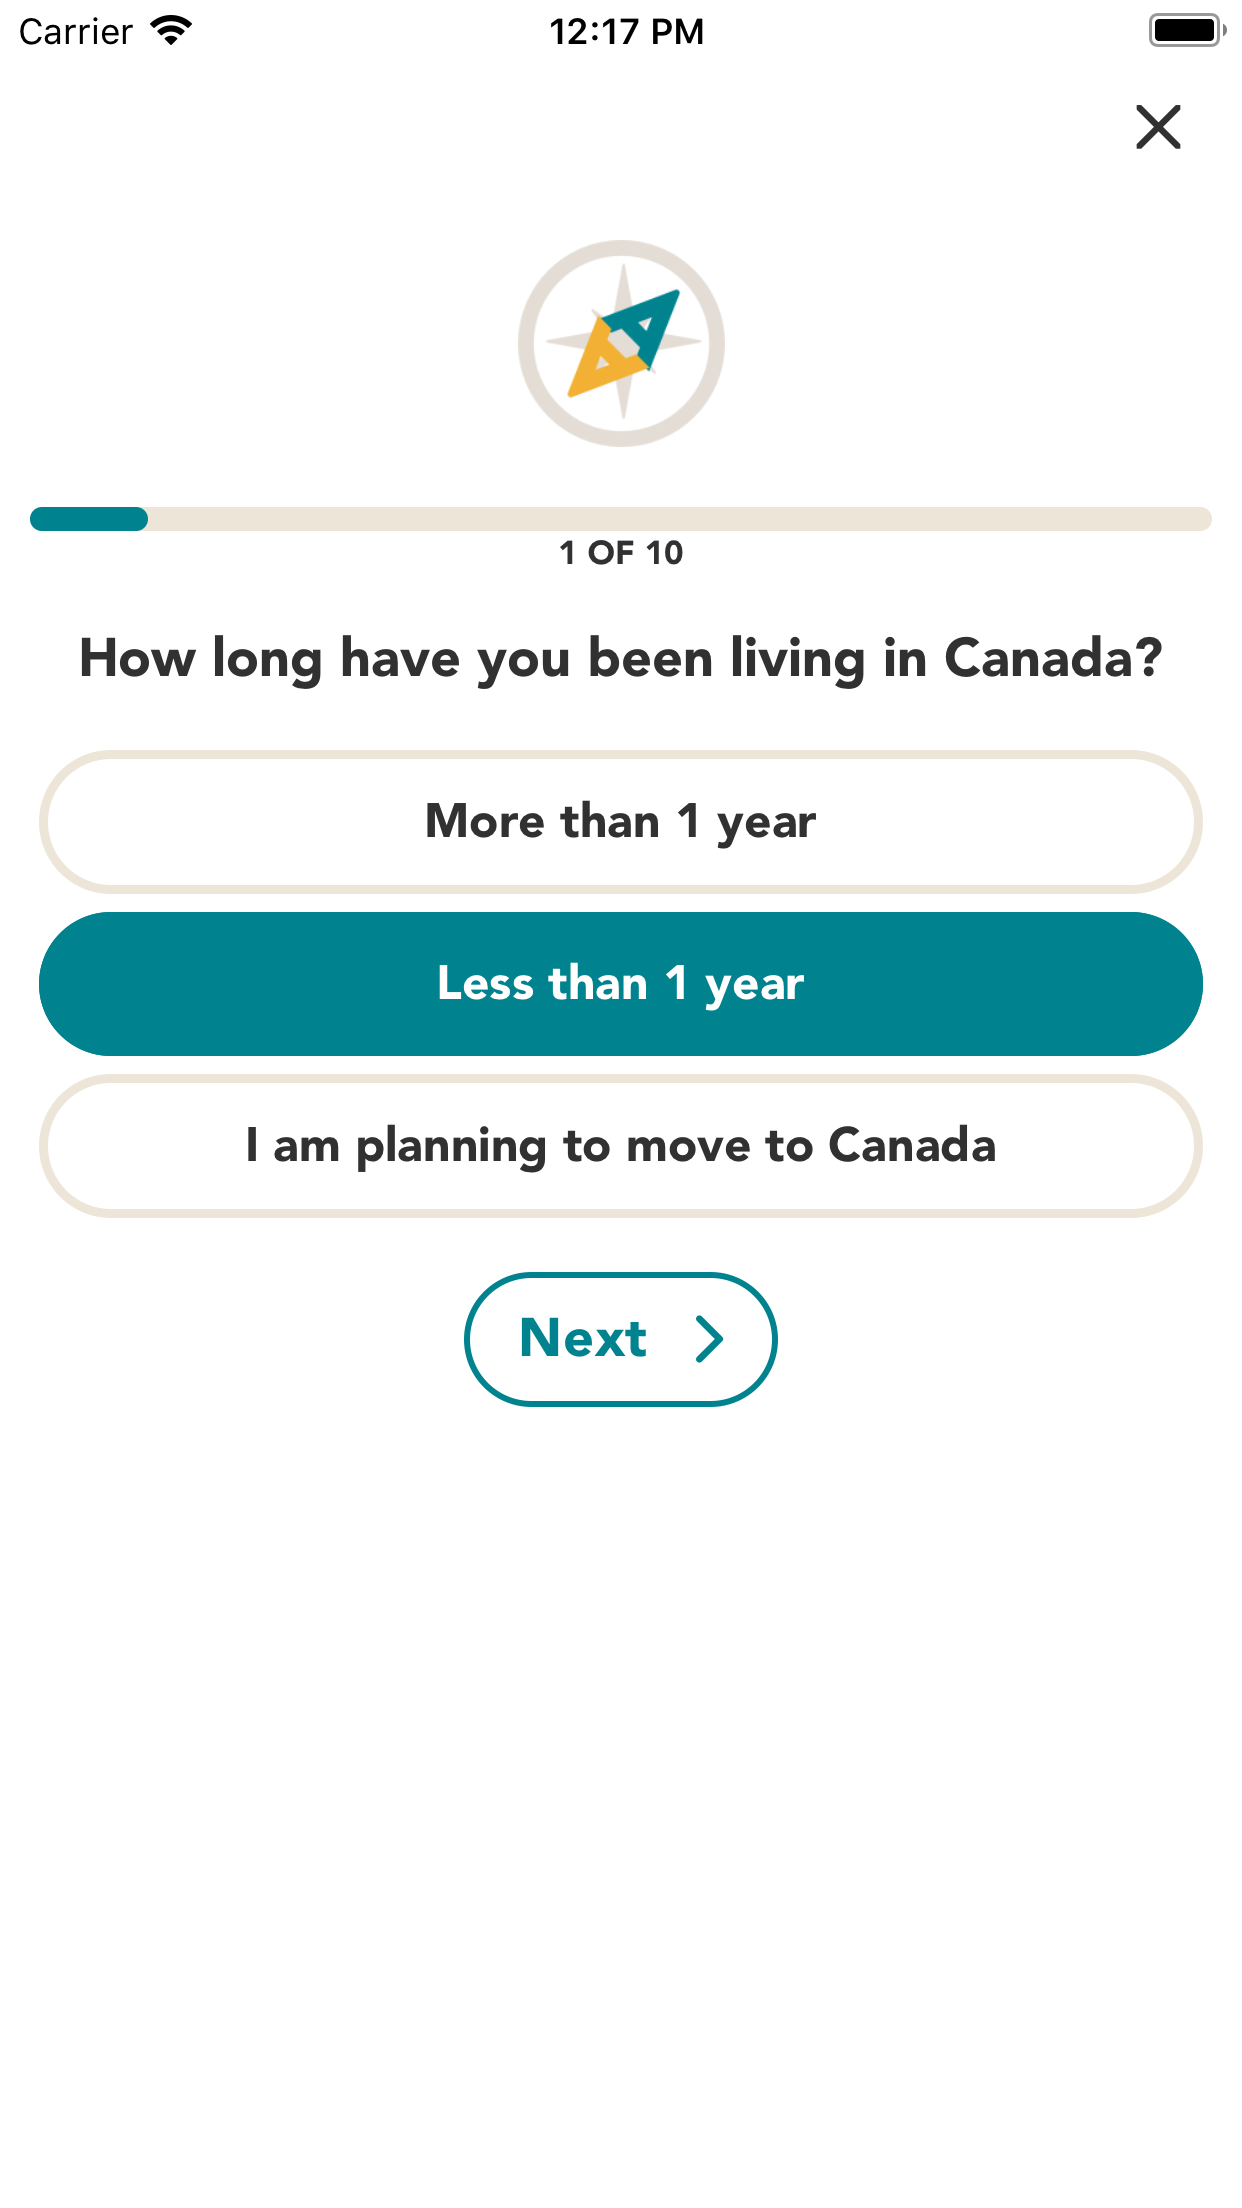 Carrier
12:17 PM
1 OF 10
How long have you been living in Canada?
More than 1 year
Less than 1 year
I am planning to move to Canada
Next